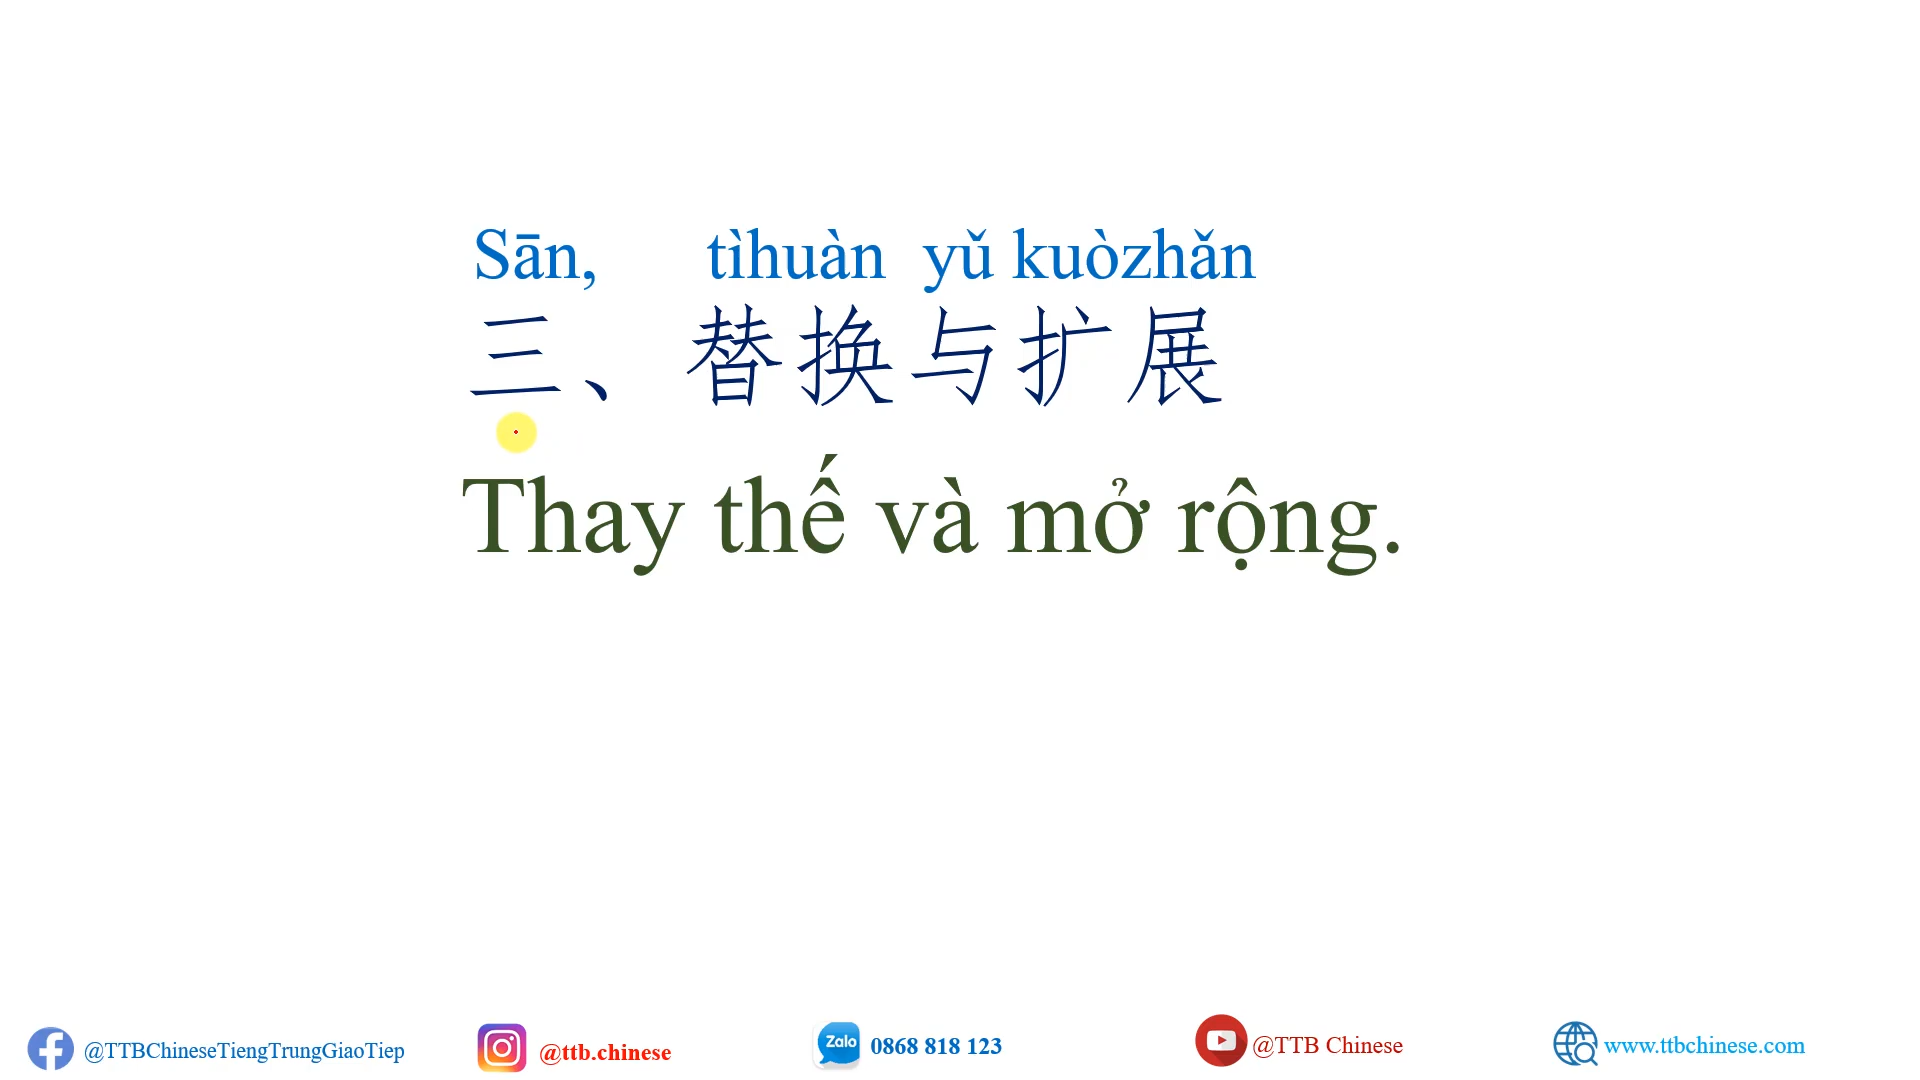 Sān, tìhuàn yǔ kuòzhǎn
三、替换与扩展
Thay thế và mở rộng.
@TTBChineseTiengTrungGiaoTiep
@ttb.chinese
Zalo 0868 818 123
@TTB Chinese
www.ttbchinese.com